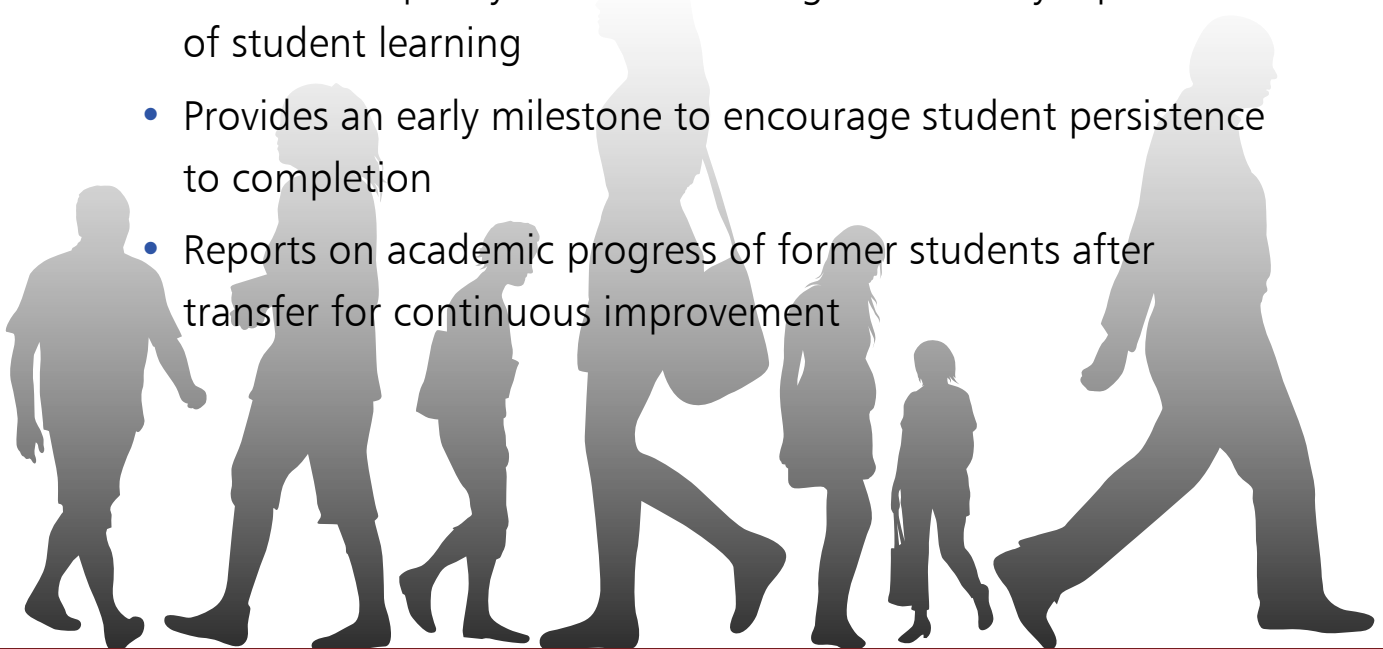 of student learning
• Provides an early milestone to encourage student persistence
to completion
• Reports on academic progress of former students after
transfer for continuous improvement